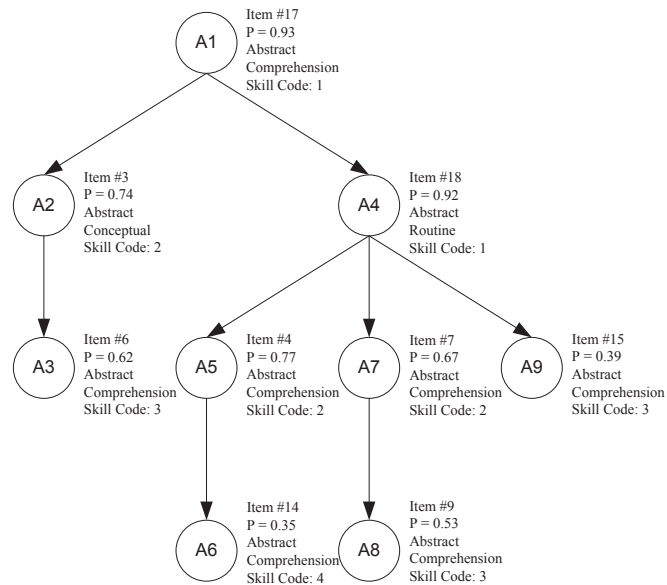 A1
Item #17
P = 0.93
Abstract
Comprehension
Skill Code: 1
A2
Item #3
P = 0.74
Abstract
Conceptual
Skill Code: 2
A4
Item #18
P = 0.92
Abstract
Routine
Skill Code: 1
A3
Item #6
P = 0.62
Abstract
Comprehension
Skill Code: 3
A5
Item #4
P = 0.77
Abstract
Comprehension
Skill Code: 2
A7
Item #7
P = 0.67
Abstract
Comprehension
Skill Code: 2
A9
Item #15
P = 0.39
Abstract
Comprehension
Skill Code: 3
A6
Item #14
P = 0.35
Abstract
Comprehension
Skill Code: 4
A8
Item #9
P = 0.53
Abstract
Comprehension
Skill Code: 3